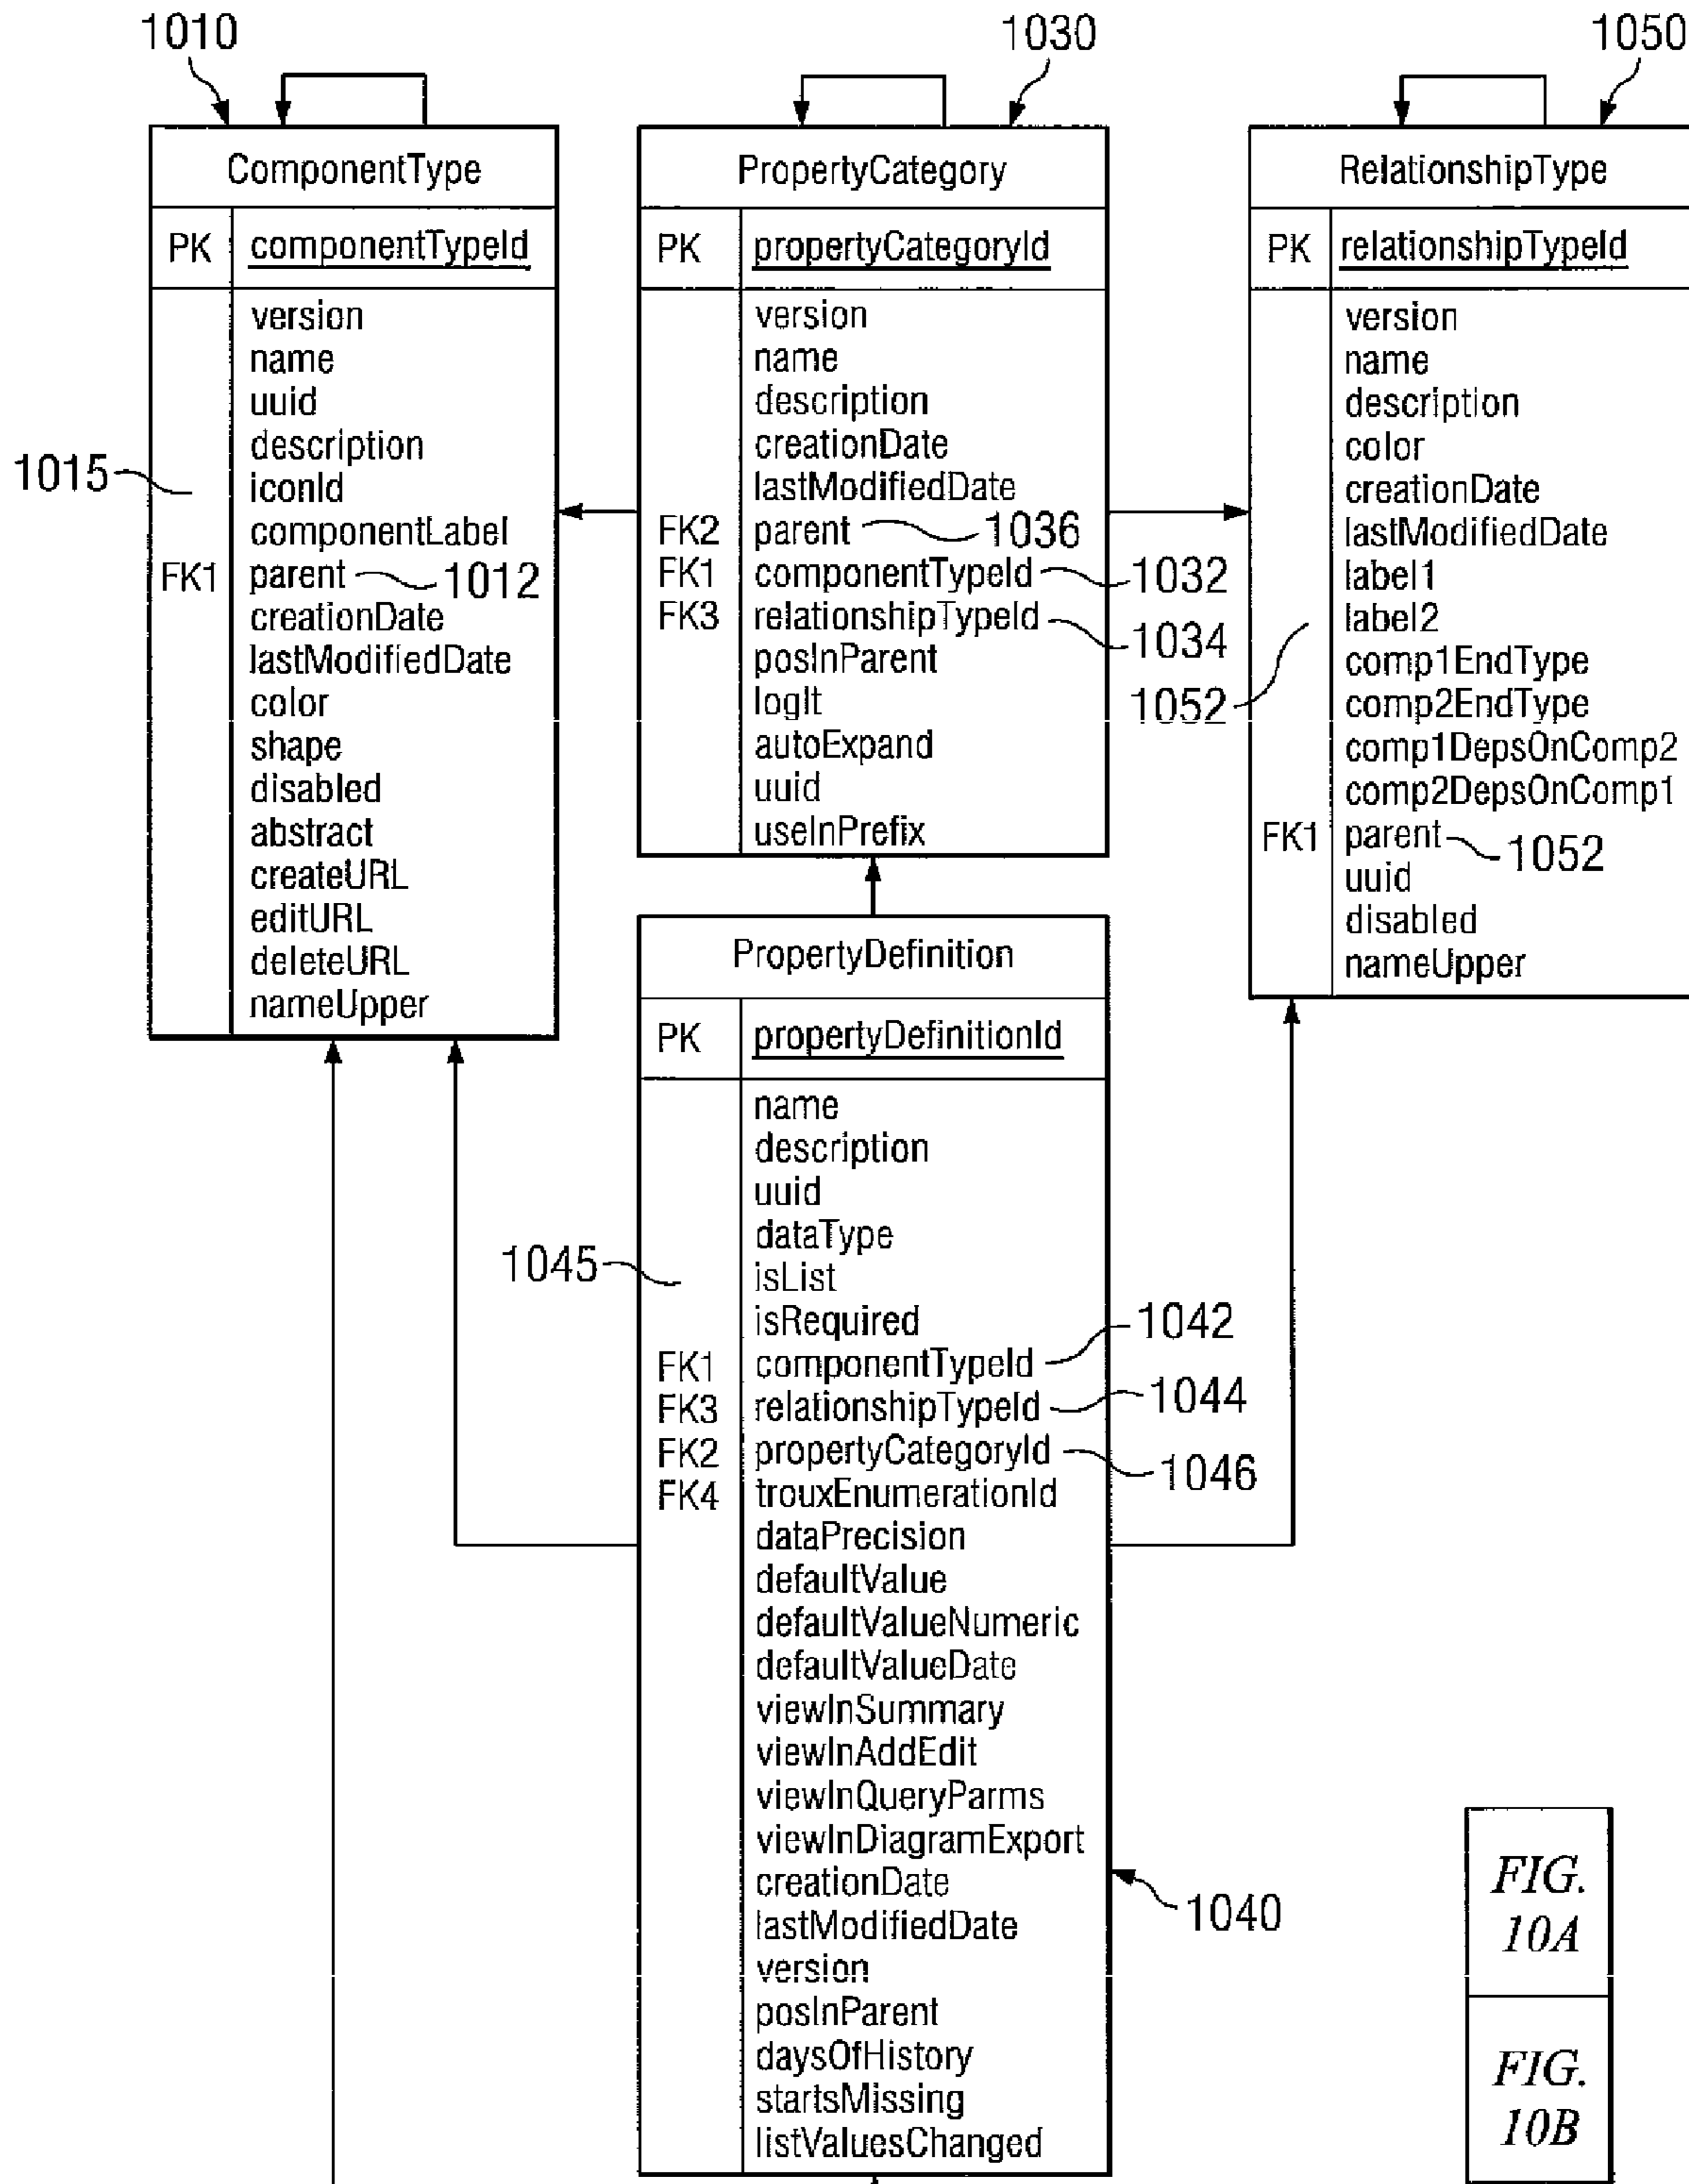 1010
1030
1050
ComponentType
PK componentTypeId
version
name
uuid
description
1015
iconId
componentLabel
FK1 parent 1012
creationDate
lastModifiedDate
color
shape
disabled
abstract
createURL
editURL
deleteURL
nameUpper
PropertyCategory
PK propertyCategoryId
version
name
description
creationDate
lastModifiedDate
FK2 parent 1036
FK1 componentTypeId 1032
FK3 relationshipTypeId 1034
posInParent
logIt
autoExpand
uuid
useInPrefix
RelationshipType
PK relationshipTypeId
version
name
description
color
creationDate
lastModifiedDate
label1
label2
1052
comp1EndType
comp2EndType
comp1DepsOnComp2
comp2DepsOnComp1
FK1 parent 1052
uuid
disabled
nameUpper
PropertyDefinition
PK propertyDefinitionId
name
description
uuid
dataType
1045
isList
isRequired
FK1 componentTypeId 1042
FK3 relationshipTypeId 1044
FK2 propertyCategoryId 1046
FK4 trouxEnumerationId
dataPrecision
defaultValue
defaultValueNumeric
defaultValueDate
viewInSummary
viewInAddEdit
viewInQueryParms
viewInDiagramExport
creationDate
1040
lastModifiedDate
version
posInParent
daysOfHistory
startsMissing
listValuesChanged
FIG.
10A
FIG.
10B